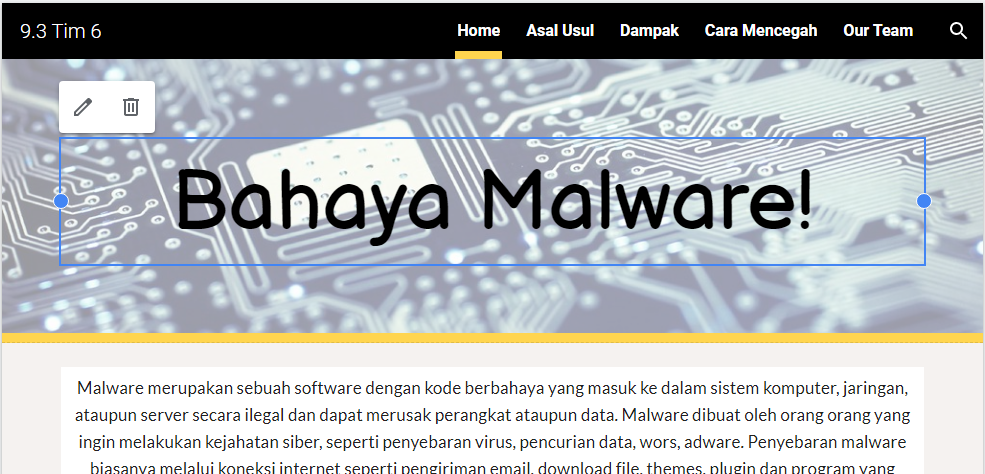 9.3 Tim 6
Home Asal Usul Dampak Cara Mencegah Our Team
Bahaya Malware!
Malware merupakan sebuah software dengan kode berbahaya yang masuk ke dalam sistem komputer, jaringan,
ataupun server secara ilegal dan dapat merusak perangkat ataupun data. Malware dibuat oleh orang orang yang
ingin melakukan kejahatan siber, seperti penyebaran virus, pencurian data, wors, adware. Penyebaran malware
biasanya melalui koneksi internet seperti pengiriman email, download file, themes, plugin dan program yang